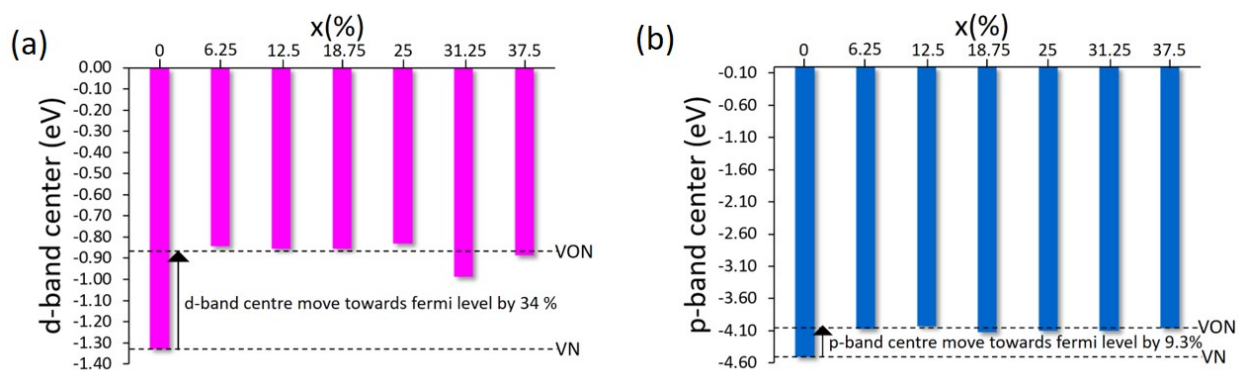 (a)
x(%)
0 6.25 12.5 18.75 25 31.25 37.5
d-band center (eV)
0.00
-0.10
-0.20
-0.30
-0.40
-0.50
-0.60
-0.70
-0.80
-0.90
-1.00
-1.10
-1.20
-1.30
-1.40
VON
d-band centre move towards fermi level by 34 %
VN
(b)
x(%)
0 6.25 12.5 18.75 25 31.25 37.5
p-band center (eV)
-0.10
-0.60
-1.10
-1.60
-2.10
-2.60
-3.10
-3.60
-4.10
-4.60
VON
p-band centre move towards fermi level by 9.3%
VN